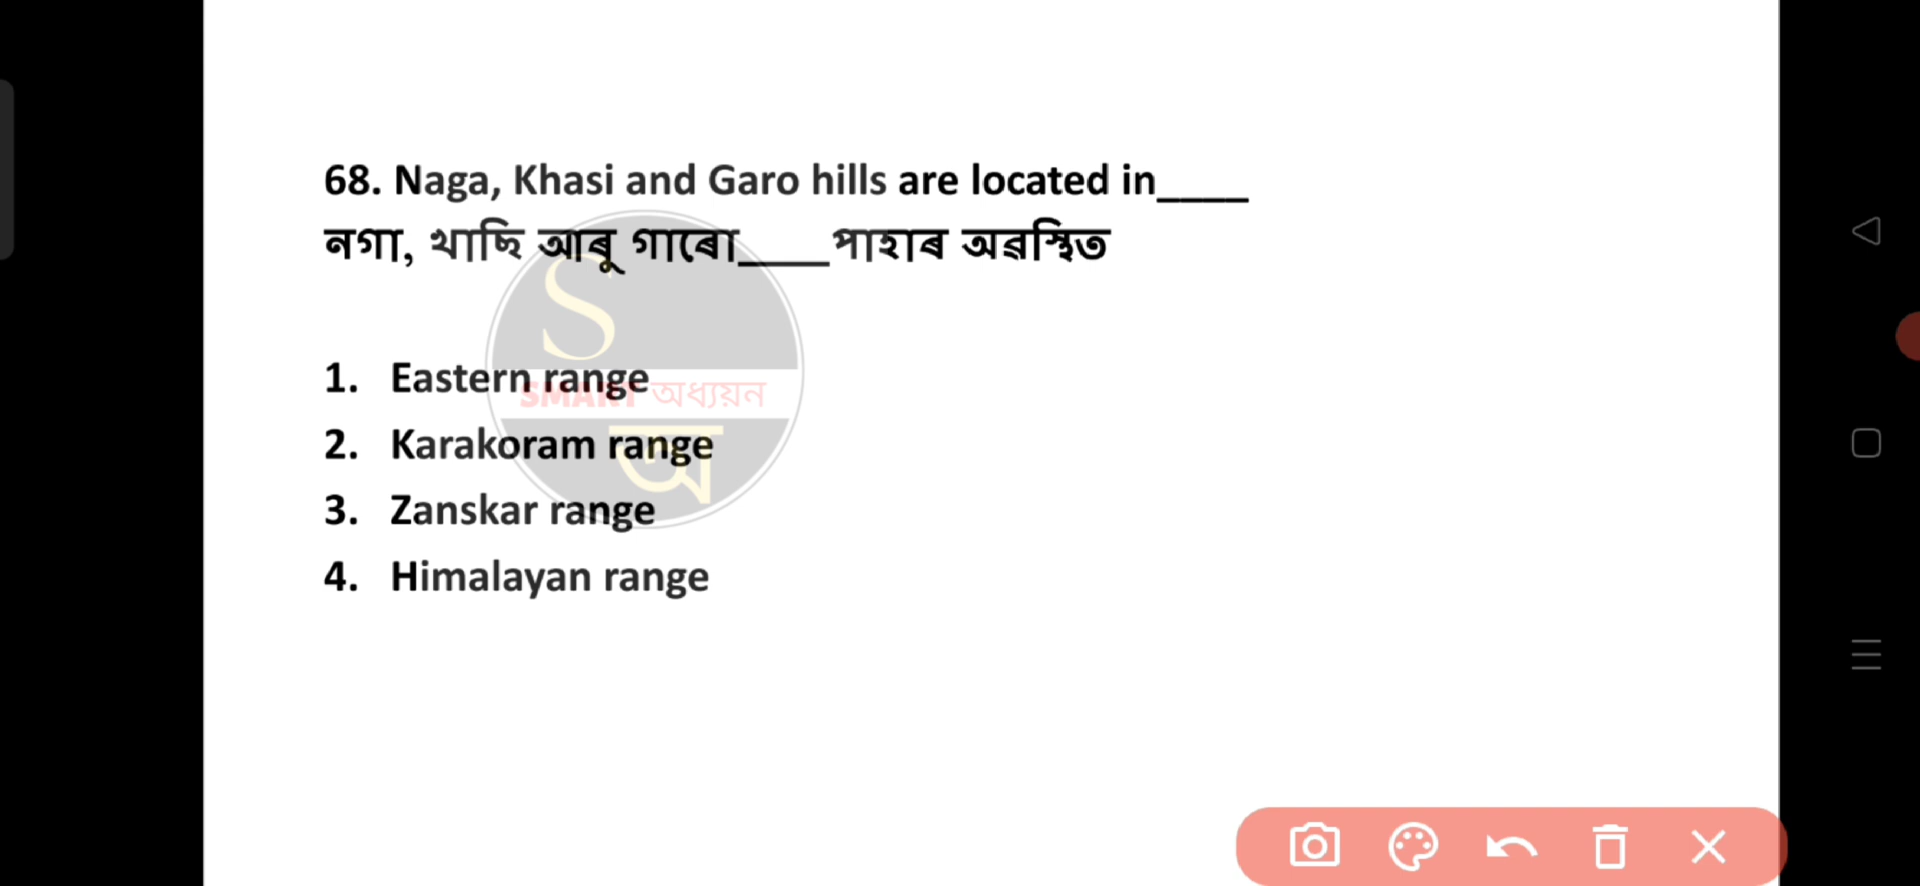 68. Naga, Khasi and Garo hills are located in____
নগা, খাছি আৰু গাৰো____পাহাৰ অৱস্থিত
1. Eastern range
2. Karakoram range
3. Zanskar range
4. Himalayan range
S
SMART অধ্যয়ন
অ